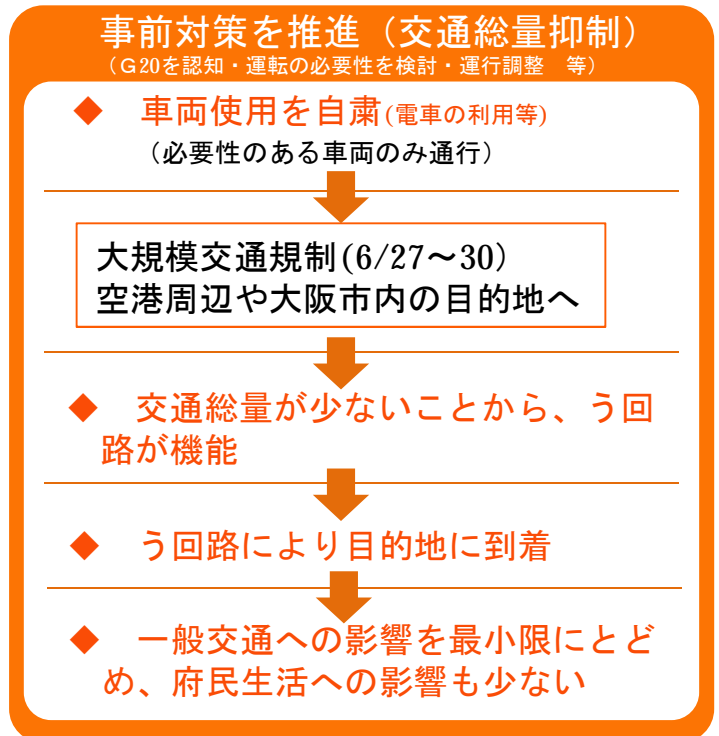 事前対策を推進（交通総量抑制）
（Ｇ20を認知・運転の必要性を検討・運行調整　等）
◆　車両使用を自粛(電車の利用等)
（必要性のある車両のみ通行）
大規模交通規制(6/27～30)
空港周辺や大阪市内の目的地へ
◆　交通総量が少ないことから、う回
路が機能
◆　う回路により目的地に到着
◆　一般交通への影響を最小限にとど
め、府民生活への影響も少ない